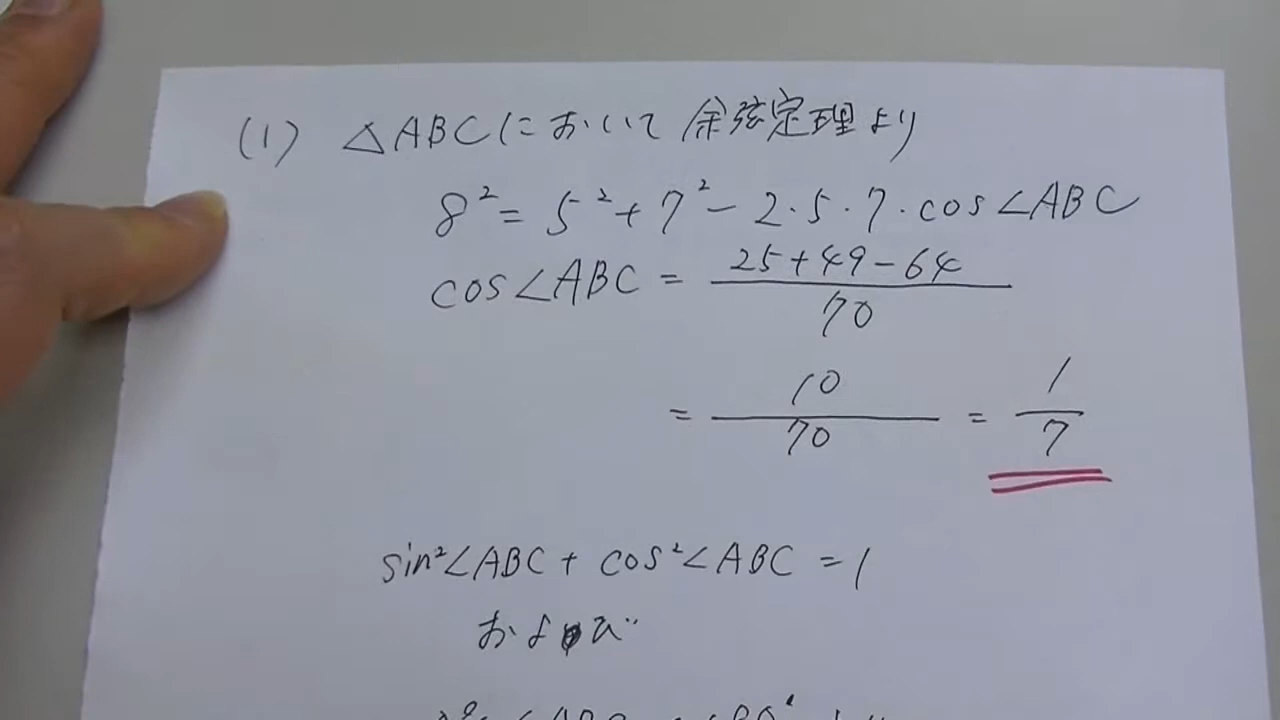 (1) △ABCにおいて 余弦定理より
8² = 5² + 7² - 2・5・7・cos∠ABC
cos∠ABC = (25+49-64)/70
= 10/70 = 1/7
sin²∠ABC + cos²∠ABC = 1
および